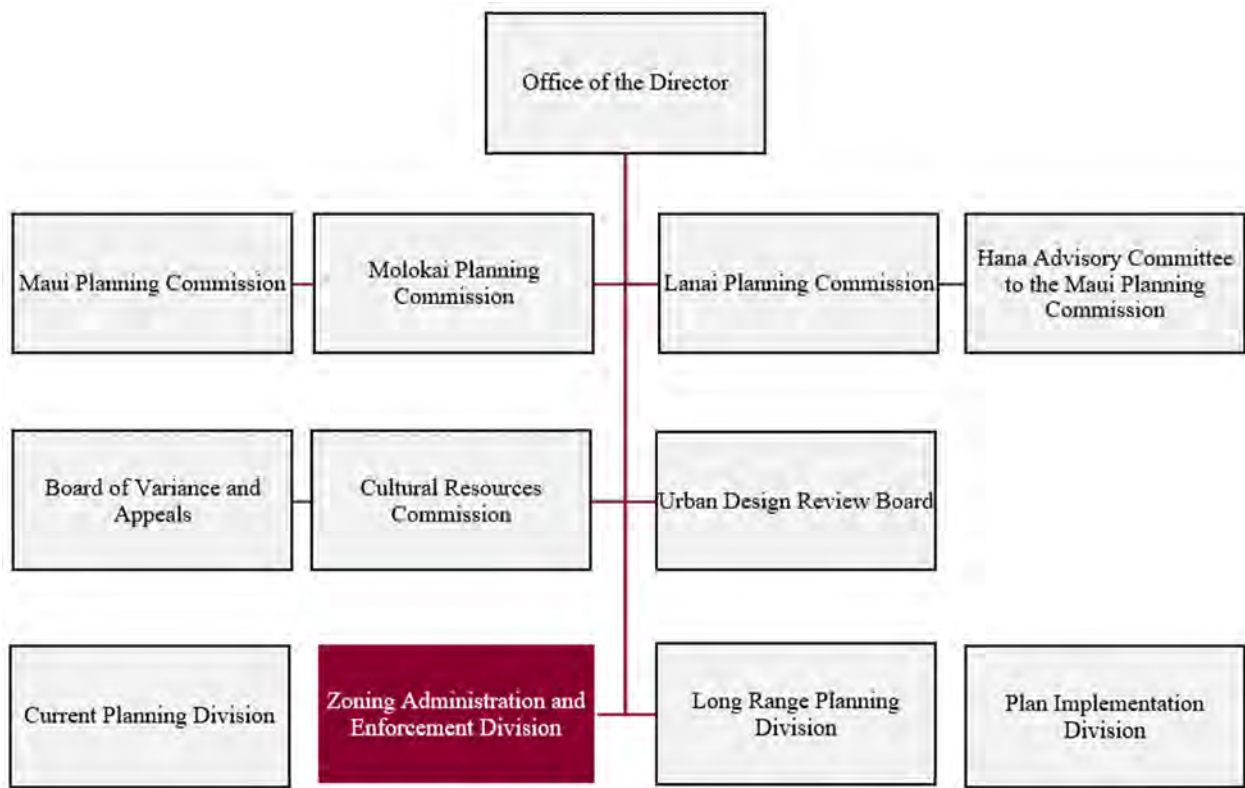 Office of the Director
Maui Planning Commission
Molokai Planning
Commission
Lanai Planning Commission
Hana Advisory Committee
to the Maui Planning
Commission
Board of Variance and
Appeals
Cultural Resources
Commission
Urban Design Review Board
Current Planning Division
Zoning Administration and
Enforcement Division
Long Range Planning
Division
Plan Implementation
Division